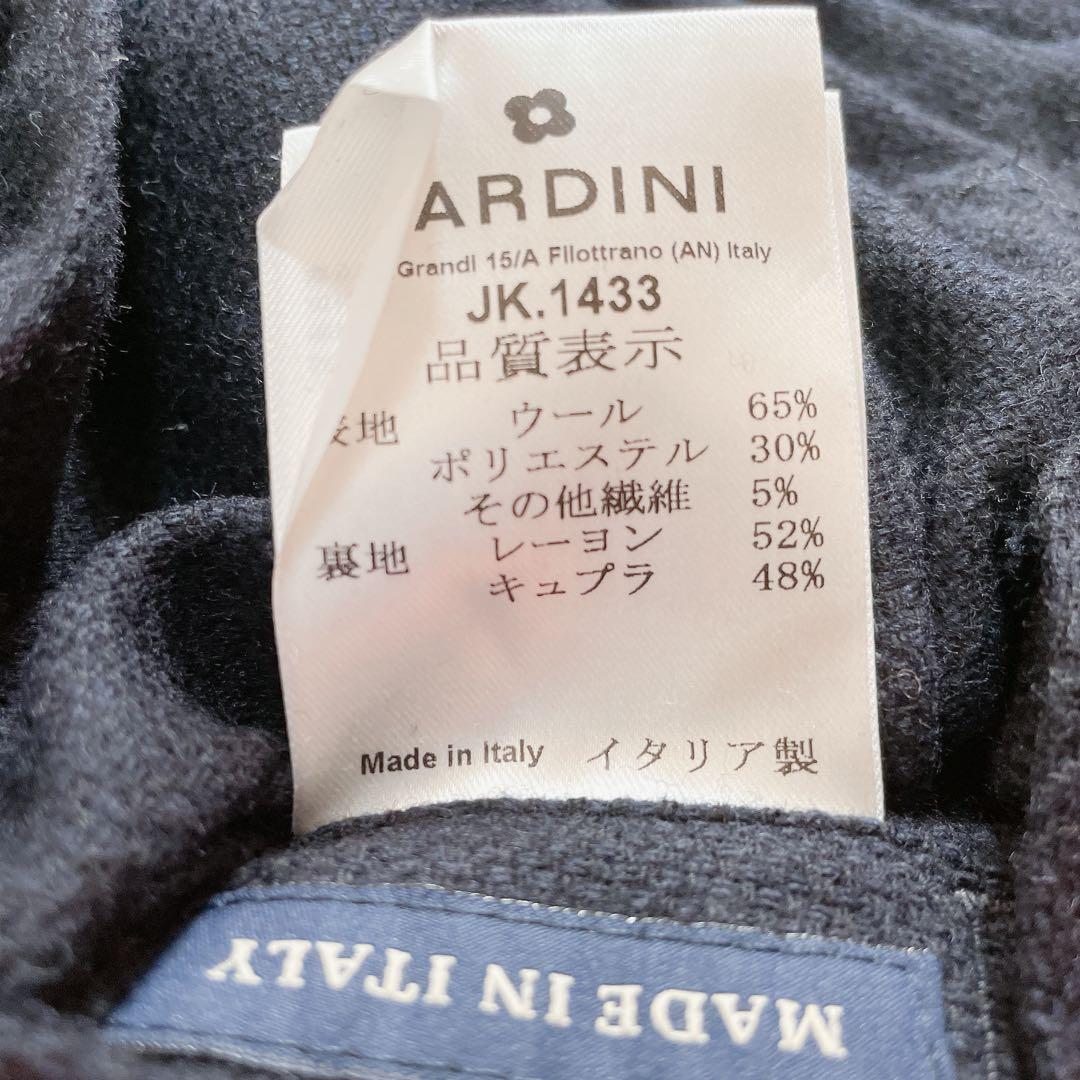 ARDINI
Grandi 15/A Filottrano (AN) Italy
JK.1433
品質表示
表地 ウール 65%
ポリエステル 30%
その他繊維 5%
裏地 レーヨン 52%
キュプラ 48%
Made in Italy イタリア製
MADE IN ITALY